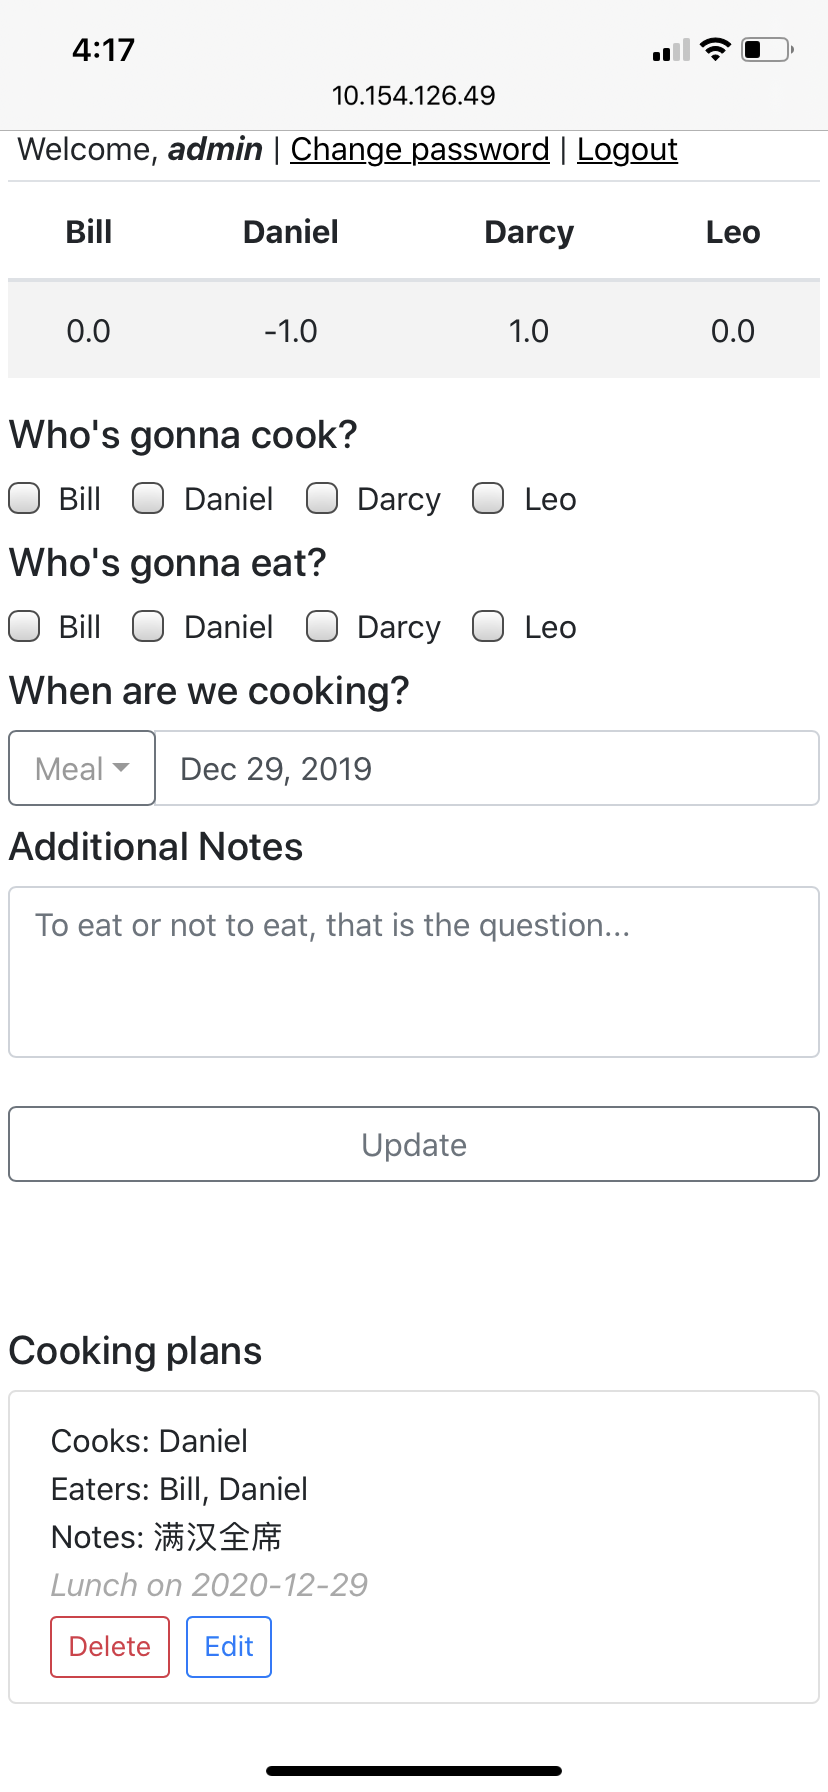 4:17
10.154.126.49
Welcome, admin | Change password | Logout
Bill Daniel Darcy Leo
0.0 -1.0 1.0 0.0
Who's gonna cook?
Bill Daniel Darcy Leo
Who's gonna eat?
Bill Daniel Darcy Leo
When are we cooking?
Meal Dec 29, 2019
Additional Notes
To eat or not to eat, that is the question...
Update
Cooking plans
Cooks: Daniel
Eaters: Bill, Daniel
Notes: 满汉全席
Lunch on 2020-12-29
Delete Edit